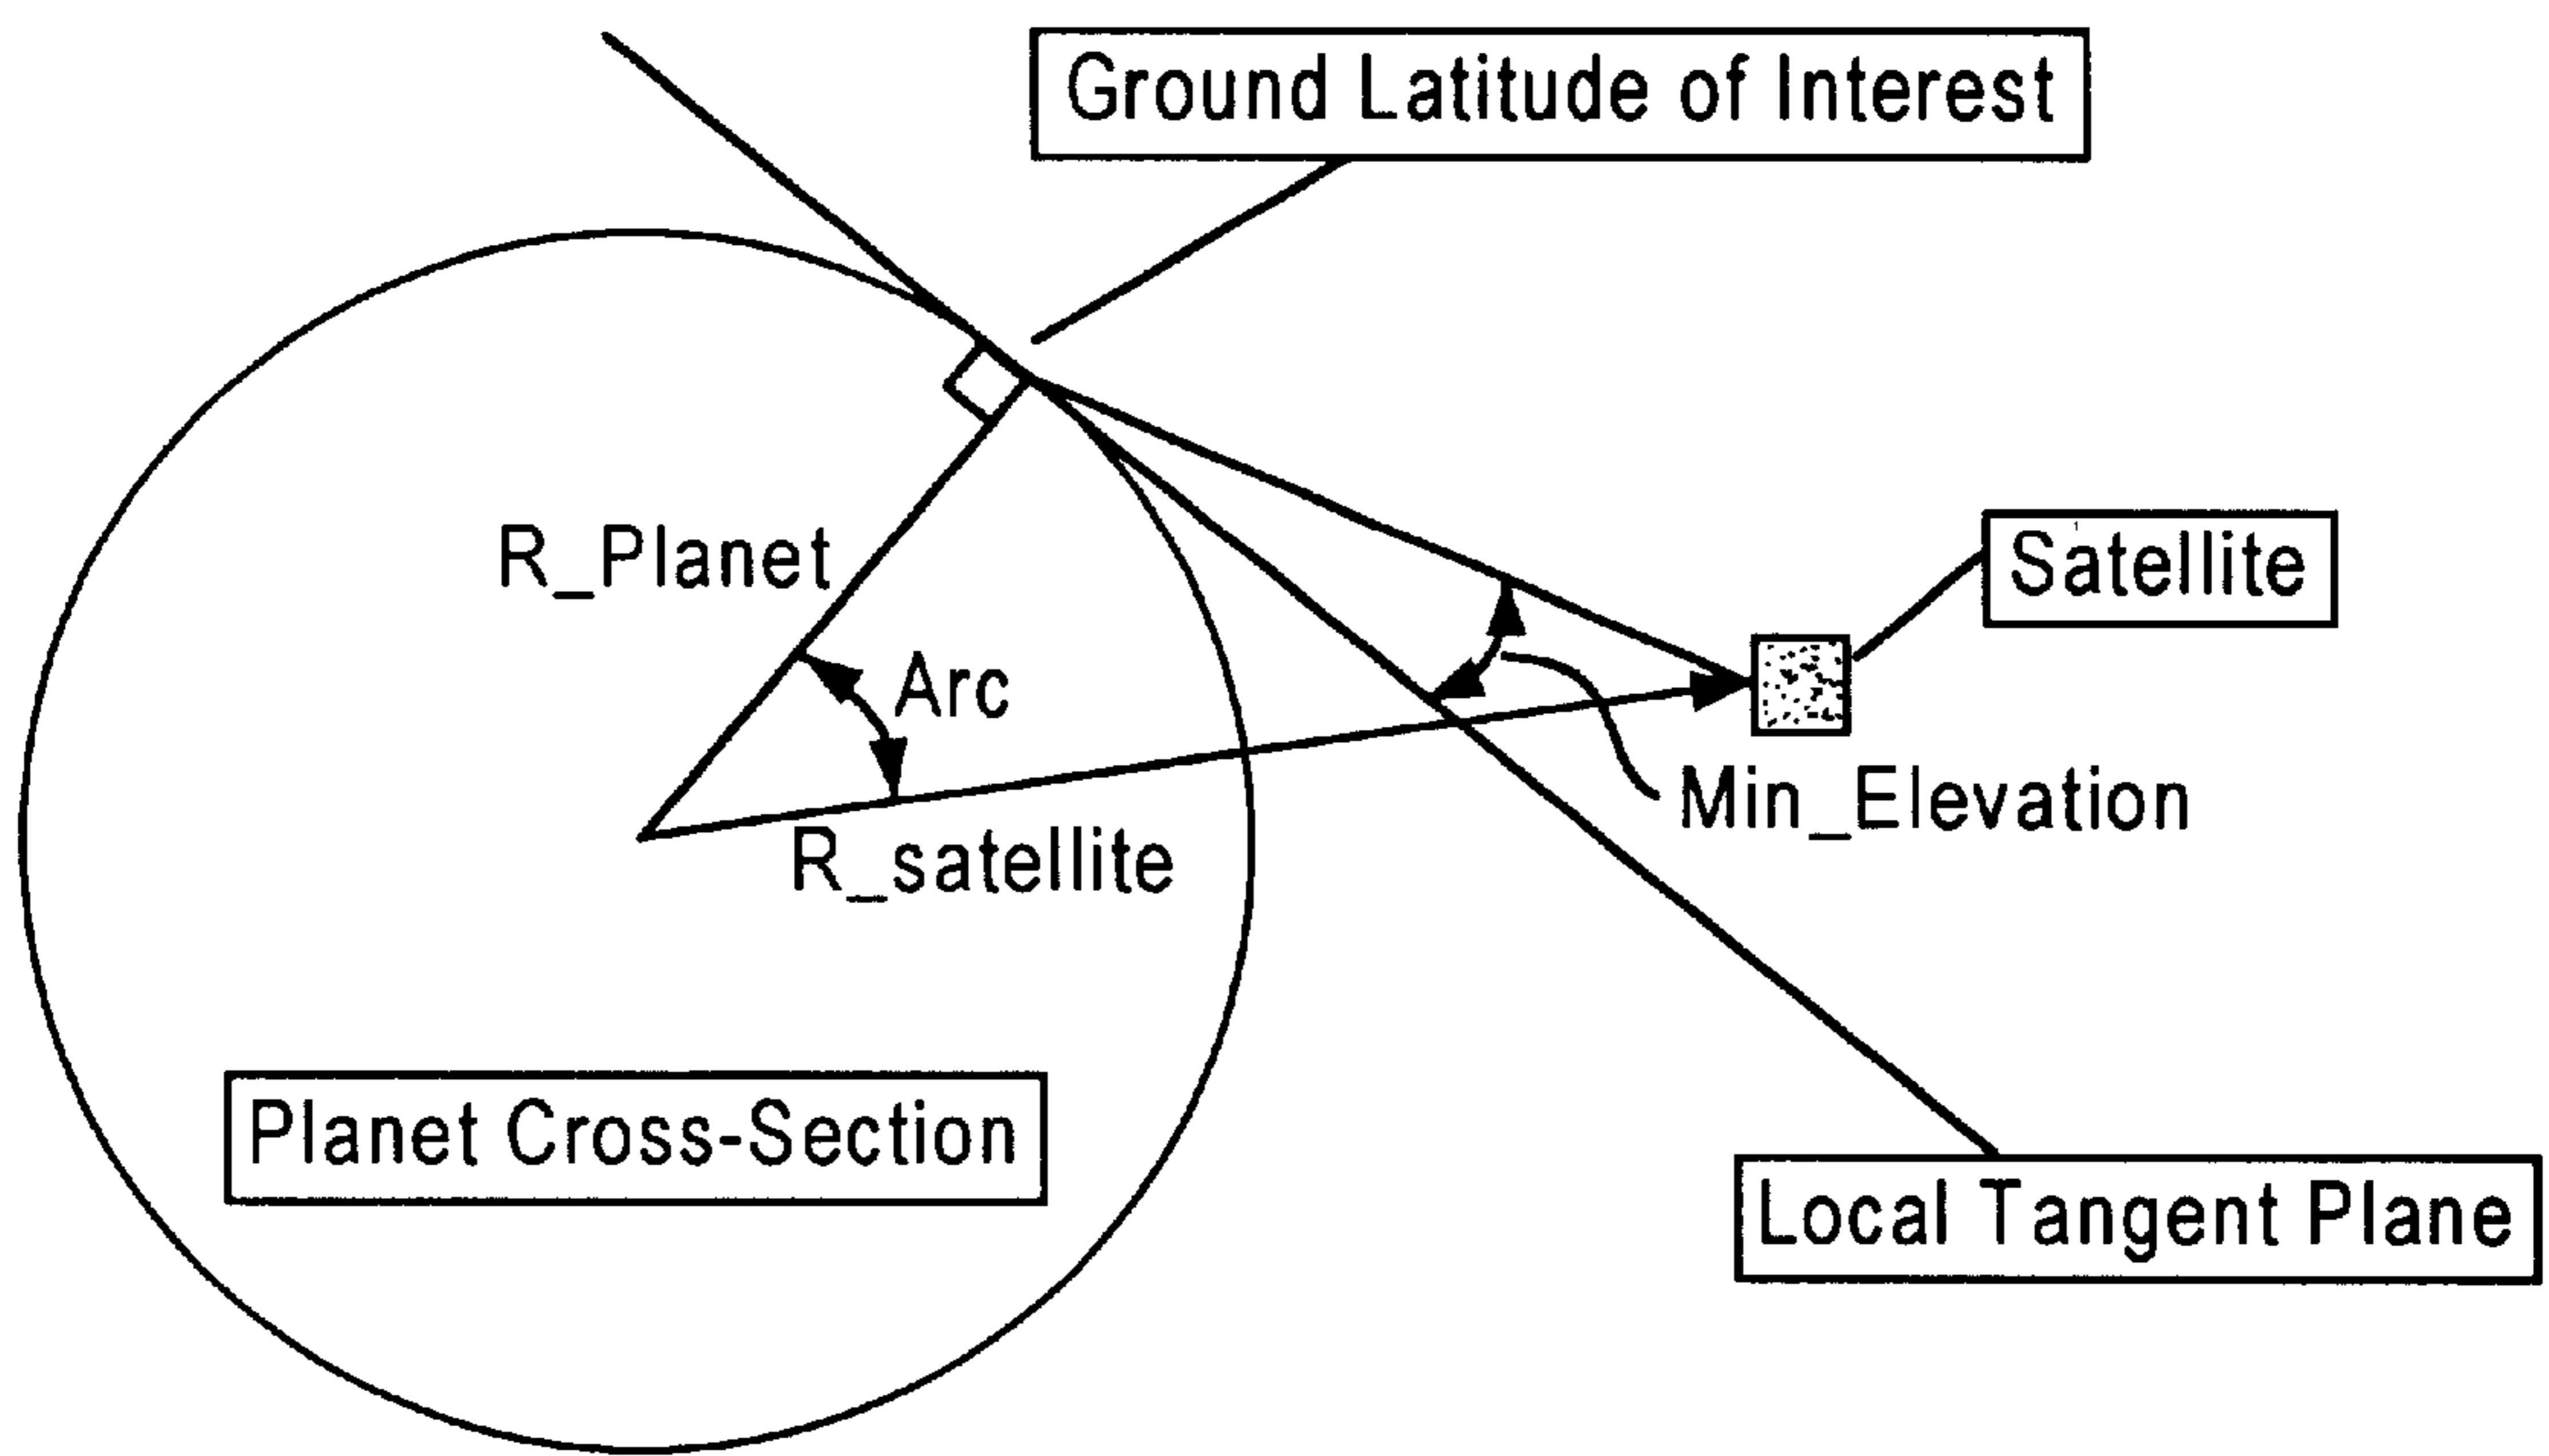 Ground Latitude of Interest
R_Planet
Satellite
Arc
Min_Elevation
R_satellite
Planet Cross-Section
Local Tangent Plane